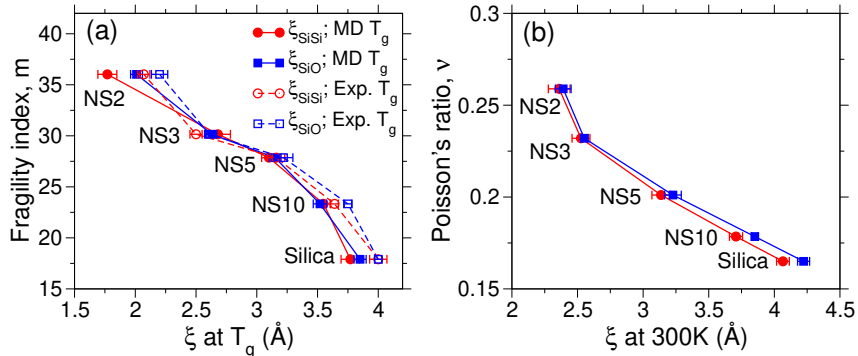 (a)
ξSiSi; MD Tg
ξSiO; MD Tg
ξSiSi; Exp. Tg
ξSiO; Exp. Tg
NS2
NS3
NS5
NS10
Silica
Fragility index, m
40
35
30
25
20
15
1.5 2 2.5 3 3.5 4
ξ at Tg (Å)
(b)
NS2
NS3
NS5
NS10
Silica
Poisson's ratio, ν
0.3
0.25
0.2
0.15
2 2.5 3 3.5 4 4.5
ξ at 300K (Å)